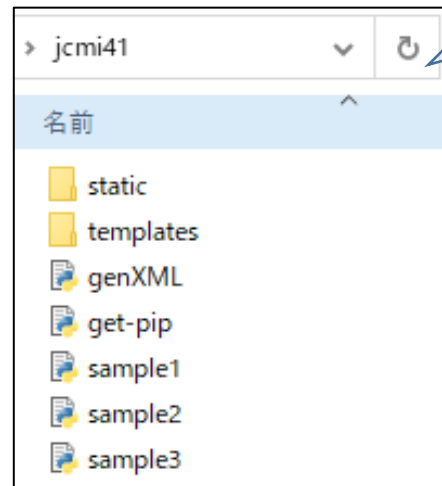 jcmi41
名前
static
templates
genXML
get-pip
sample1
sample2
sample3